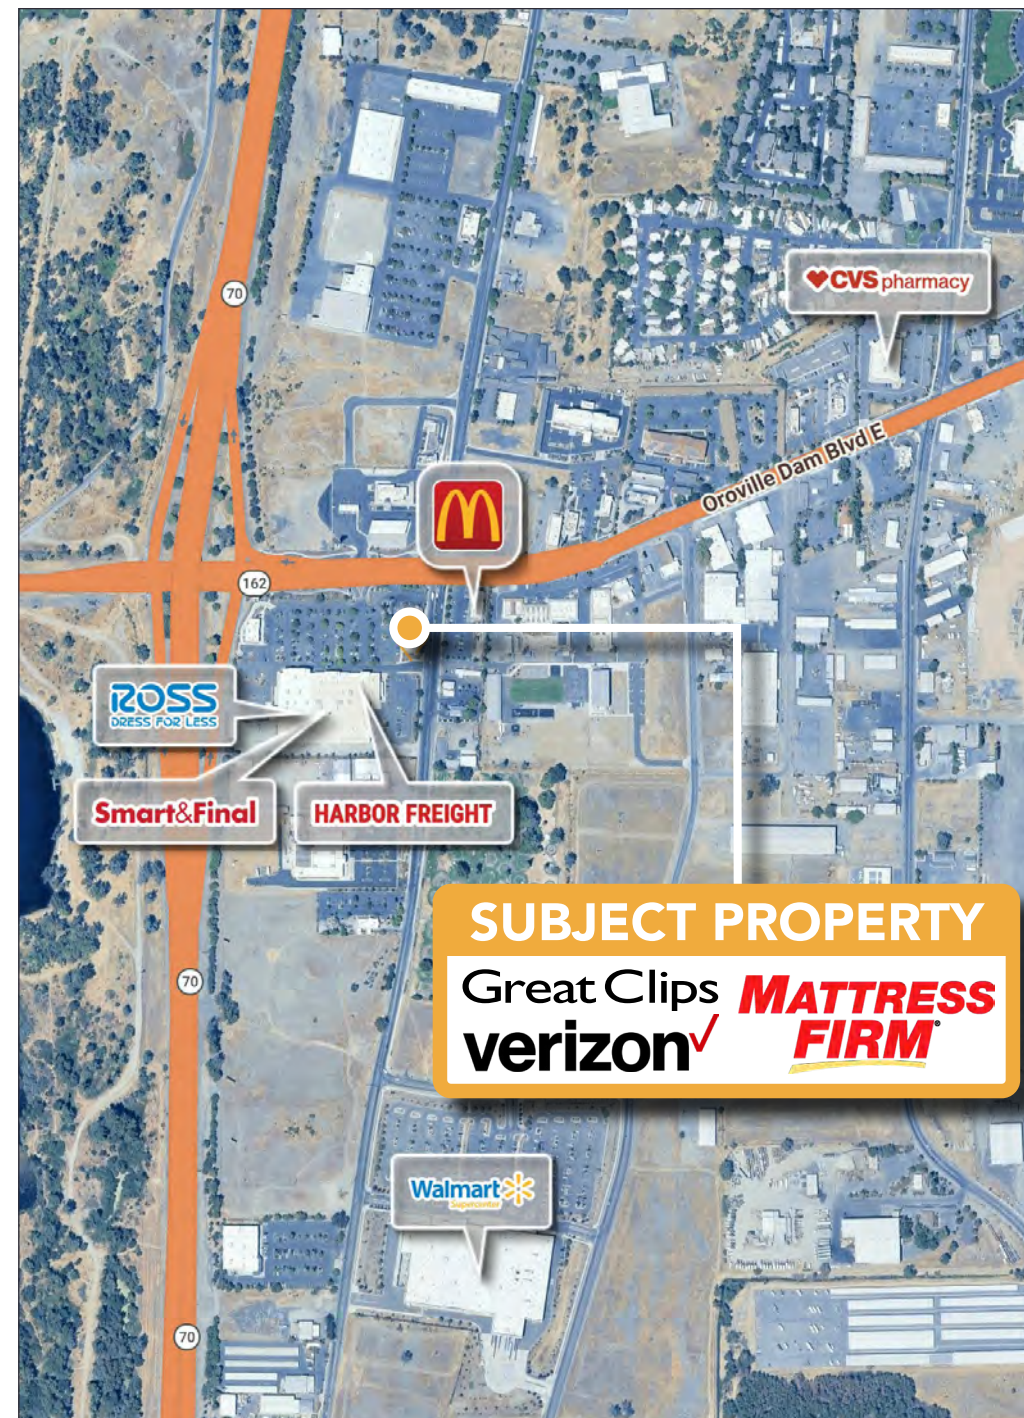 70
CVS pharmacy
Oroville Dam Blvd E
162
ROSS
DRESS FOR LESS
Smart&Final
HARBOR FREIGHT
SUBJECT PROPERTY
Great Clips
verizon
MATTRESS
FIRM®
70
Walmart
Supercenter
70